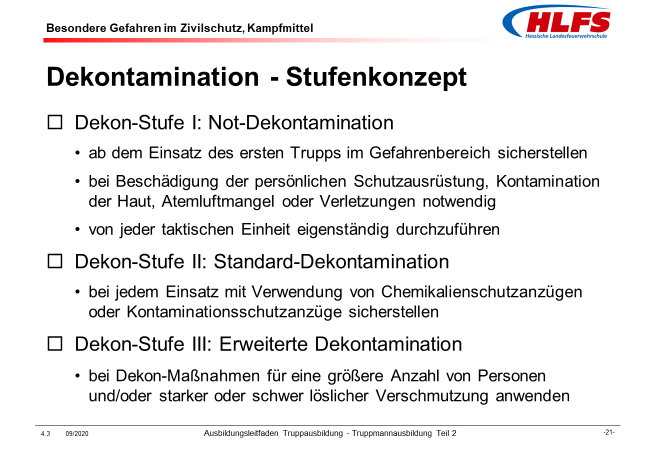 Besondere Gefahren im Zivilschutz, Kampfmittel
HLFS
Hessische Landesfeuerwehrschule
Dekontamination - Stufenkonzept
Dekon-Stufe I: Not-Dekontamination
• ab dem Einsatz des ersten Trupps im Gefahrenbereich sicherstellen
• bei Beschädigung der persönlichen Schutzausrüstung, Kontamination
der Haut, Atemluftmangel oder Verletzungen notwendig
• von jeder taktischen Einheit eigenständig durchzuführen
Dekon-Stufe II: Standard-Dekontamination
• bei jedem Einsatz mit Verwendung von Chemikalienschutzanzügen
oder Kontaminationsschutzanzüge sicherstellen
Dekon-Stufe III: Erweiterte Dekontamination
• bei Dekon-Maßnahmen für eine größere Anzahl von Personen
und/oder starker oder schwer löslicher Verschmutzung anwenden
4.3 09/2020 Ausbildungsleitfaden Truppausbildung - Truppmannausbildung Teil 2 -21-